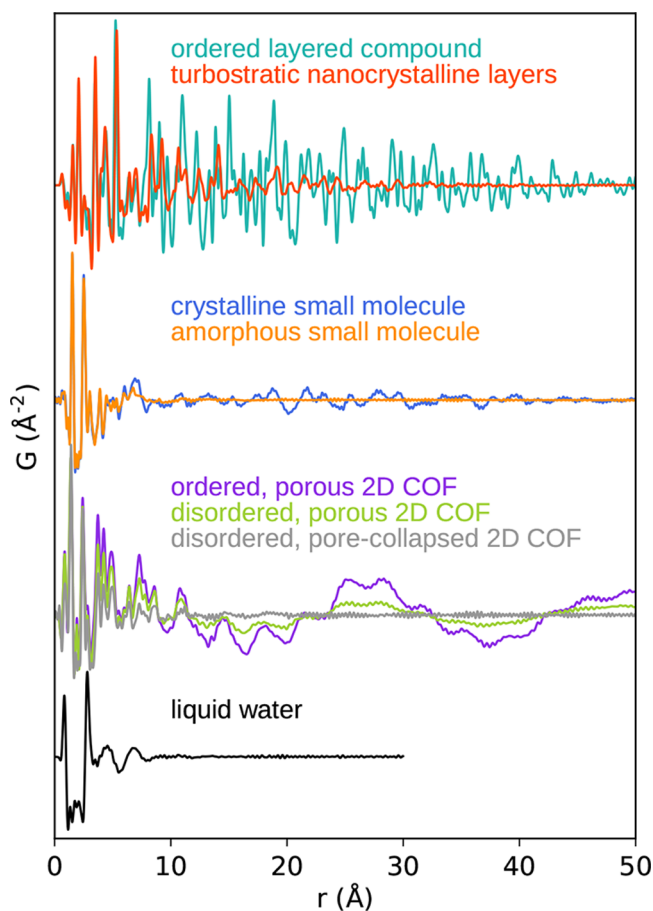 ordered layered compound
turbostratic nanocrystalline layers
crystalline small molecule
amorphous small molecule
G (Å⁻²)
ordered, porous 2D COF
disordered, porous 2D COF
disordered, pore-collapsed 2D COF
liquid water
0 10 20 30 40 50
r (Å)